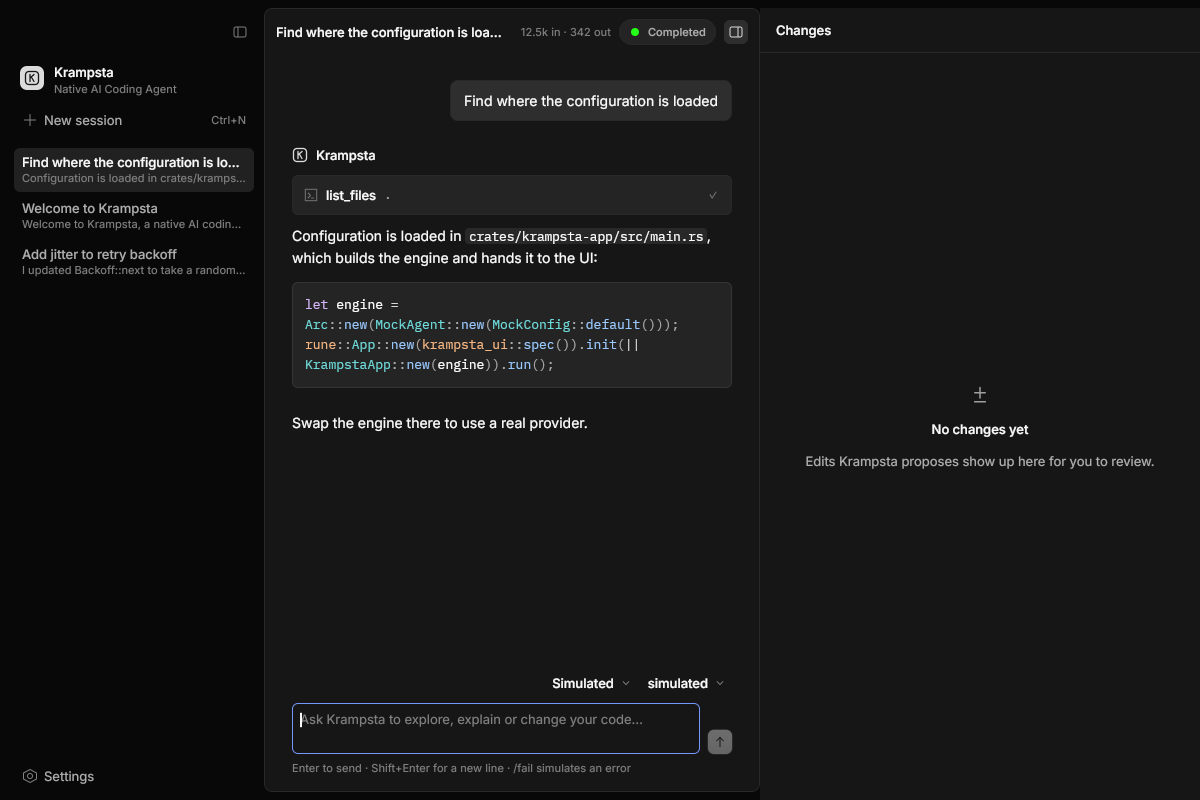 Krampsta
Native AI Coding Agent
New session
Ctrl+N
Find where the configuration is lo...
Configuration is loaded in crates/kramps...
Welcome to Krampsta
Welcome to Krampsta, a native AI codin...
Add jitter to retry backoff
I updated Backoff::next to take a random...
Settings
Find where the configuration is loa...
12.5k in · 342 out
Completed
Find where the configuration is loaded
K Krampsta
list_files .
Configuration is loaded in crates/krampsta-app/src/main.rs,
which builds the engine and hands it to the UI:
let engine =
Arc::new(MockAgent::new(MockConfig::default()));
rune::App::new(krampsta_ui::spec()).init(||
KrampstaApp::new(engine)).run();
Swap the engine there to use a real provider.
Simulated
simulated
Ask Krampsta to explore, explain or change your code...
Enter to send · Shift+Enter for a new line · /fail simulates an error
Changes
No changes yet
Edits Krampsta proposes show up here for you to review.